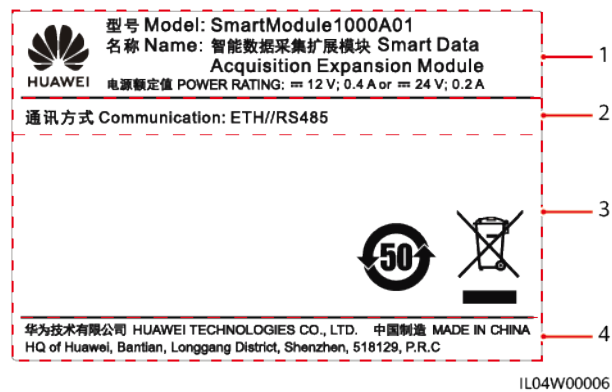 型号 Model: SmartModule1000A01
名称 Name: 智能数据采集扩展模块 Smart Data
Acquisition Expansion Module
HUAWEI
电源额定值 POWER RATING: ⎓ 12 V; 0.4 A or ⎓ 24 V; 0.2 A
1
通讯方式 Communication: ETH//RS485
2
3
50
华为技术有限公司 HUAWEI TECHNOLOGIES CO., LTD. 中国制造 MADE IN CHINA
HQ of Huawei, Bantian, Longgang District, Shenzhen, 518129, P.R.C
4
IL04W00006